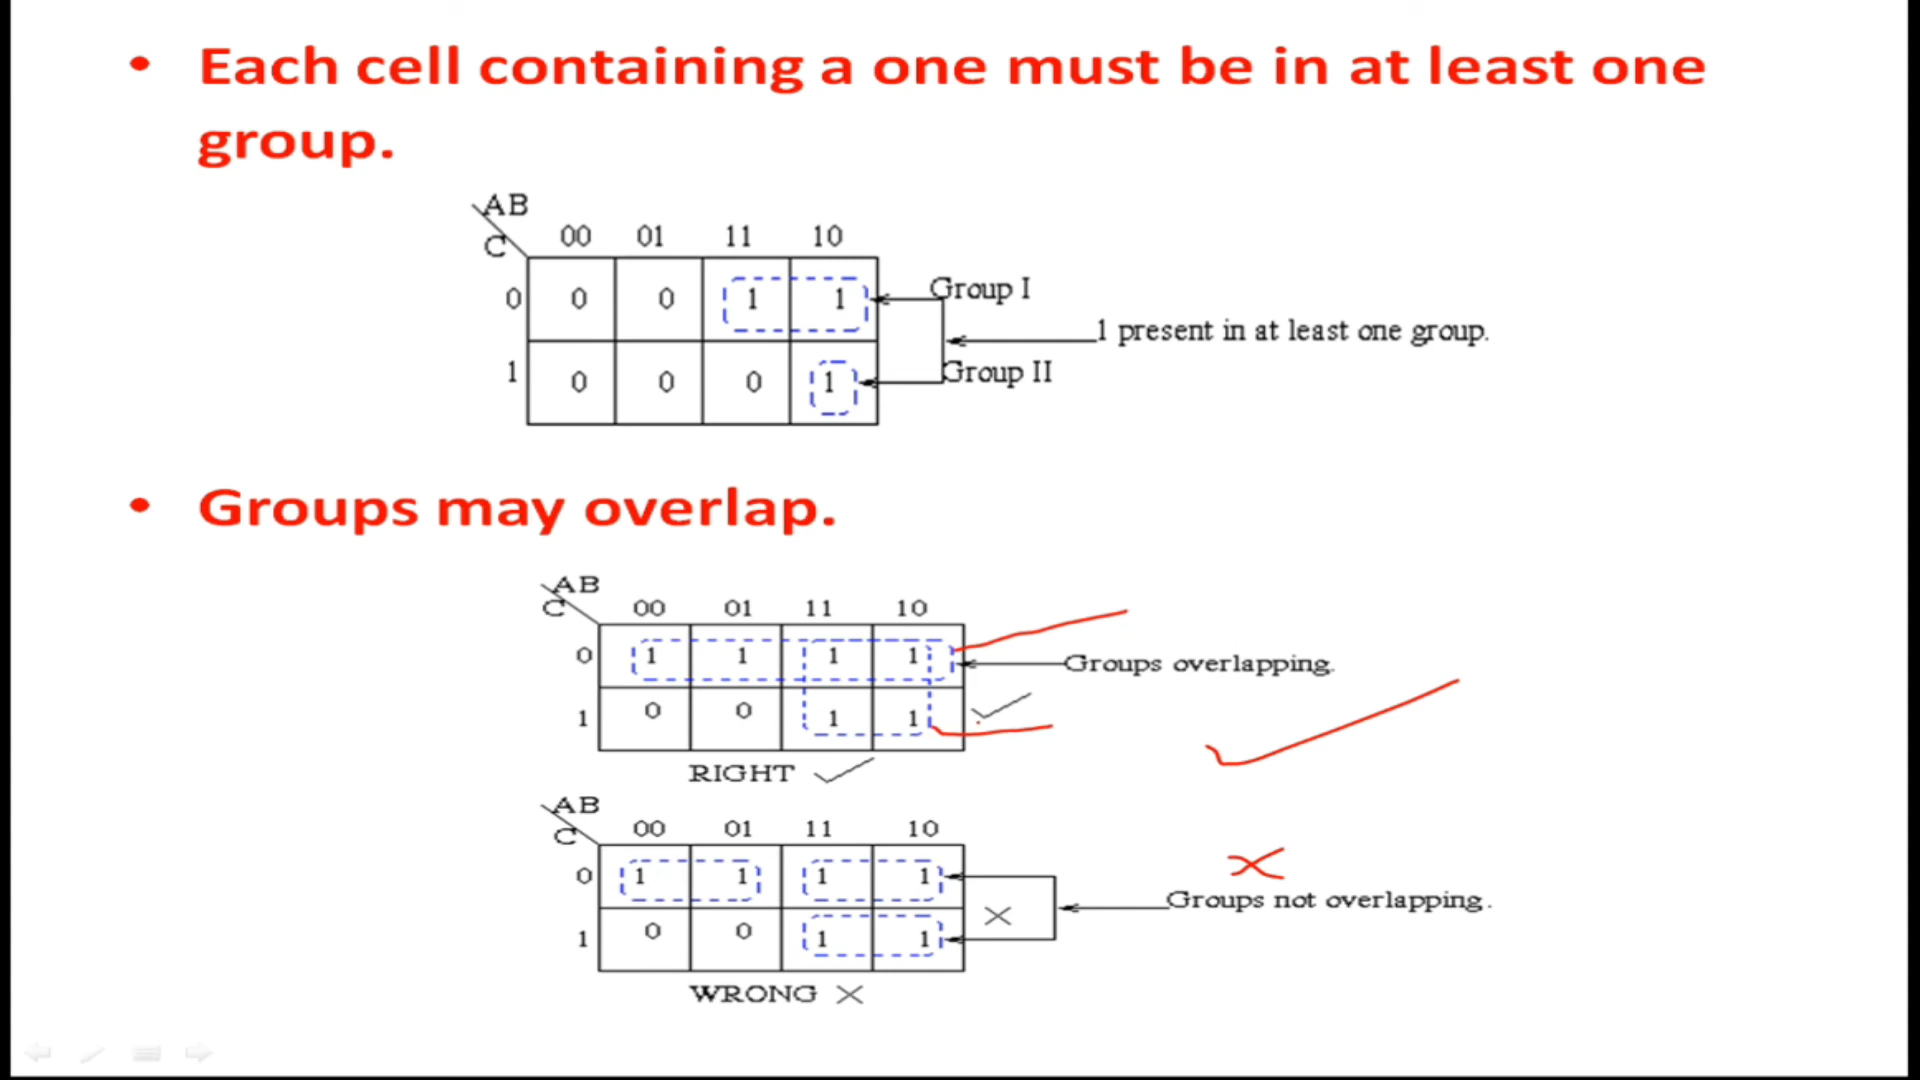 • Each cell containing a one must be in at least one
group.
AB
C
00 01 11 10
0 0 0 1 1
Group I
1 present in at least one group.
1 0 0 0 1
Group II
• Groups may overlap.
AB
C
00 01 11 10
0 1 1 1 1
Groups overlapping.
1 0 0 1 1
RIGHT
AB
C
00 01 11 10
0 1 1 1 1
Groups not overlapping.
1 0 0 1 1
WRONG